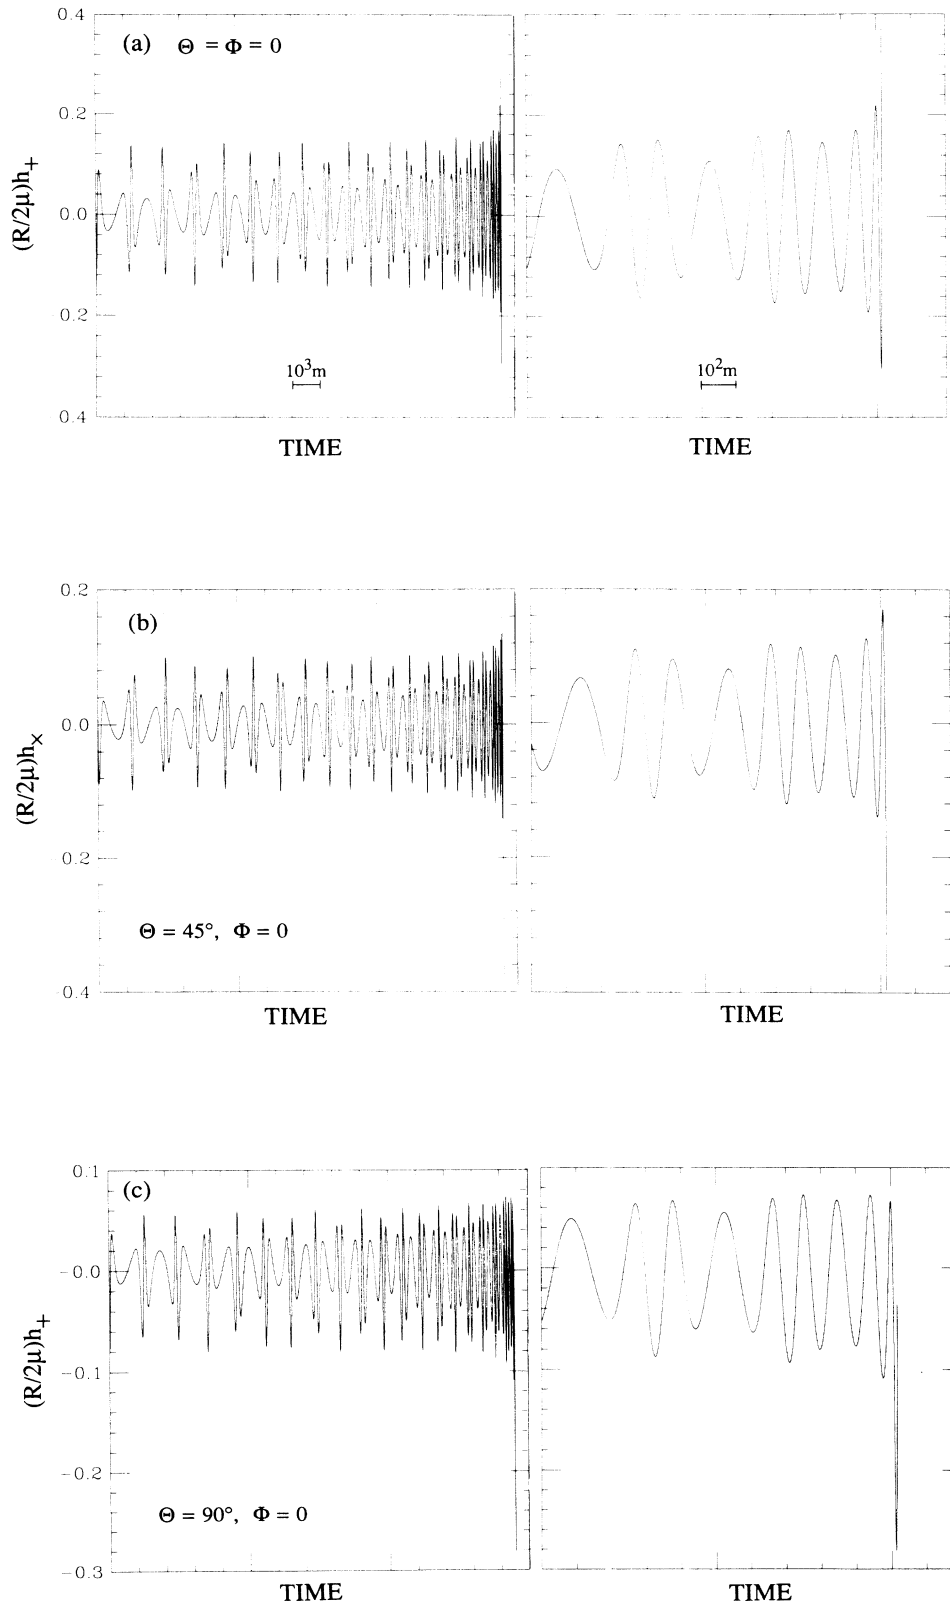 (a) Θ = Φ = 0
0.4
0.2
0.0
0.2
0.4
(R/2μ)h₊
10³m
10²m
TIME
TIME
(b)
0.2
0.0
0.2
0.4
(R/2μ)hₓ
Θ = 45°, Φ = 0
TIME
TIME
(c)
0.1
-0.0
-0.1
-0.2
-0.3
(R/2μ)h₊
Θ = 90°, Φ = 0
TIME
TIME